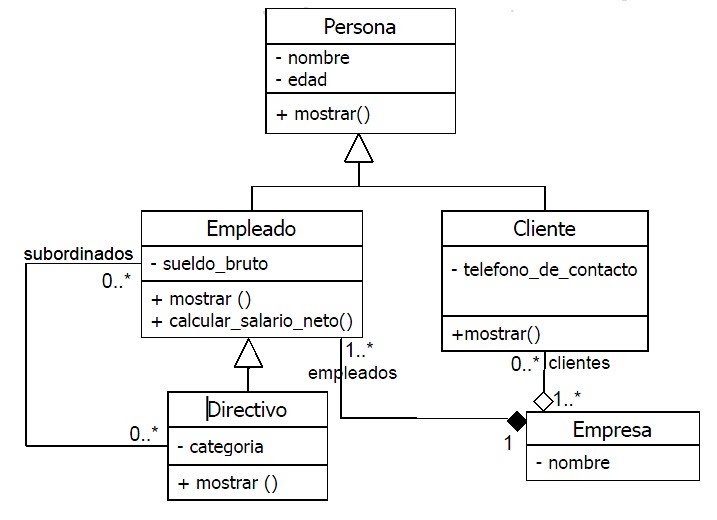 Persona
- nombre
- edad
+ mostrar()
Empleado
- sueldo_bruto
+ mostrar ()
+ calcular_salario_neto()
Cliente
- telefono_de_contacto
+mostrar()
subordinados
0..*
1..*
empleados
0..* clientes
1..*
Directivo
- categoria
+ mostrar ()
0..*
1
Empresa
- nombre